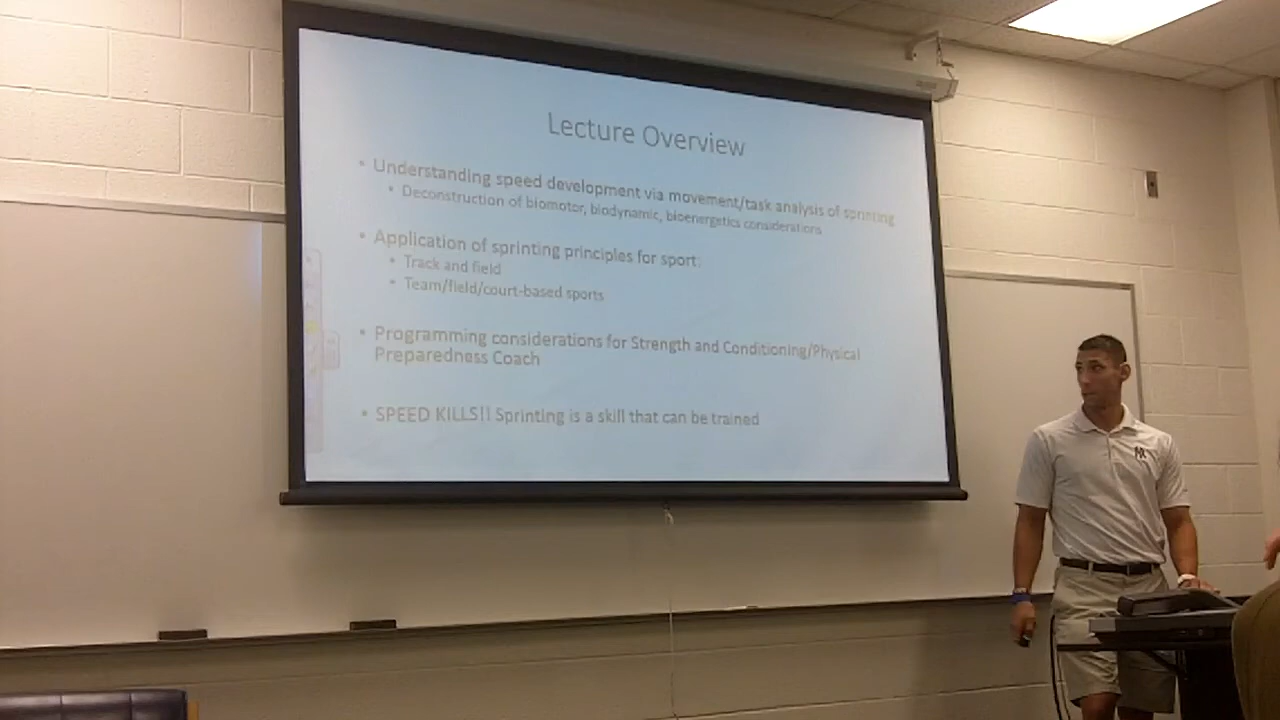 Lecture Overview
• Understanding speed development via movement/task analysis of sprinting
• Deconstruction of biomotor, biodynamic, bioenergetics considerations
• Application of sprinting principles for sport:
• Track and field
• Team/field/court-based sports
• Programming considerations for Strength and Conditioning/Physical
Preparedness Coach
• SPEED KILLS!! Sprinting is a skill that can be trained